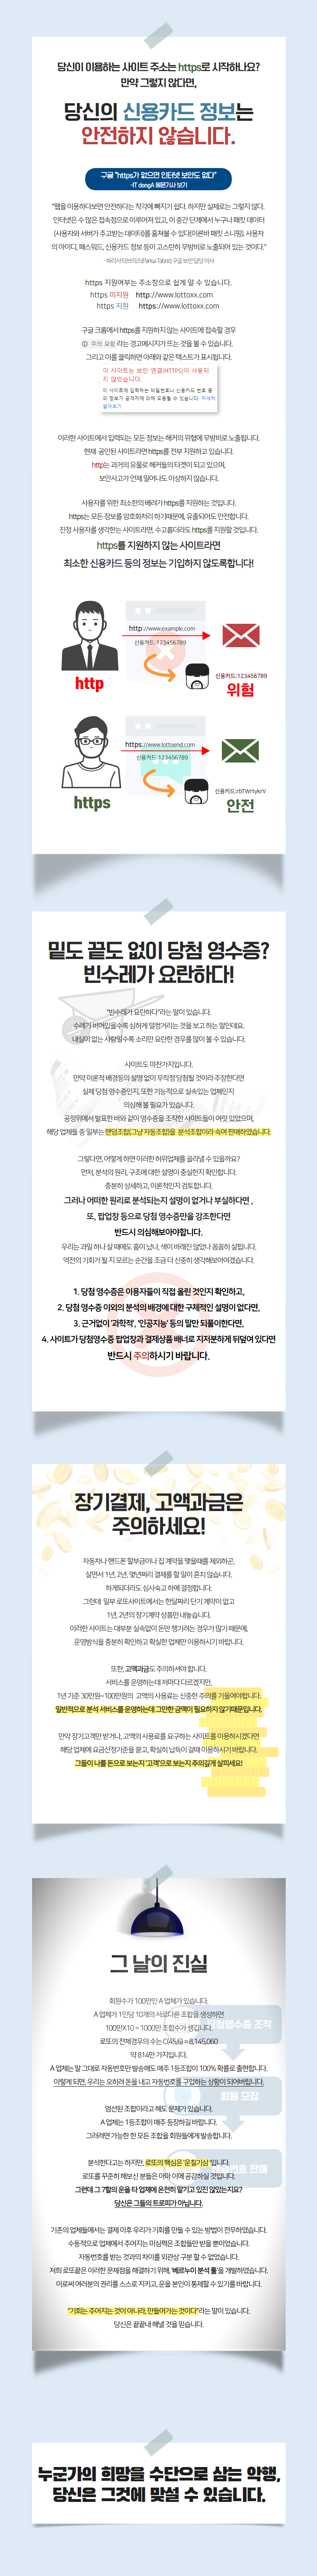 당신이 이용하는 사이트 주소는 https로 시작하나요?
만약 그렇지 않다면,
당신의 신용카드 정보는
안전하지 않습니다.
구글 "https가 없으면 인터넷 보안도 없다"
-IT dongA 원문기사 보기
"웹을 이용하다보면 안전하다는 착각에 빠지기 쉽다. 하지만 실제로는 그렇지 않다.
인터넷은 수 많은 접속점으로 이루어져 있고, 이 중간 단계에서 누구나 패킷 데이터
(사용자와 서버가 주고받는 데이터)를 훔쳐볼 수 있다(이른바 패킷 스니핑). 사용자
의 아이디, 패스워드, 신용카드 정보 등이 고스란히 무방비로 노출되어 있는 것이다."
- 파리사 타브리즈(Parisa Tabriz) 구글 보안 담당 이사
https 지원여부는 주소창으로 쉽게 알 수 있습니다.
https 미지원 http://www.lottoxx.com
https 지원 https://www.lottoxx.com
구글 크롬에서 https를 지원하지 않는 사이트에 접속할 경우
ⓘ 주의 요함 라는 경고메시지가 뜨는 것을 볼 수 있습니다.
그리고 이를 클릭하면 아래와 같은 텍스트가 표시됩니다.
이 사이트는 보안 연결(HTTPS)이 사용되
지 않았습니다.
이 사이트에 입력하는 비밀번호나 신용카드 번호 등
의 정보가 공격자에 의해 도용될 수 있습니다. 자세히
알아보기
이러한 사이트에서 입력되는 모든 정보는 해커의 위협에 무방비로 노출됩니다.
현재 공인된 사이트라면 https를 전부 지원하고 있습니다.
http는 과거의 유물로 해커들의 타겟이 되고 있으며,
보안사고가 언제 일어나도 이상하지 않습니다.
사용자를 위한 최소한의 배려가 https를 지원하는 것입니다.
https는 모든 정보를 암호화처리 하기때문에, 유출되어도 안전합니다.
진정 사용자를 생각한는 사이트라면, 수고롭더라도 https를 지원할 것입니다.
https를 지원하지 않는 사이트라면
최소한 신용카드 등의 정보는 기입하지 않도록합니다!
http://www.example.com
신용카드:123456789
http
신용카드:123456789
위험
https://www.lottoend.com
신용카드:123456789
https
신용카드:rbTWrtykrV
안전
밑도 끝도 없이 당첨 영수증?
빈수레가 요란하다!
"빈수레가 요란하다"라는 말이 있습니다.
수레가 비어있을수록 심하게 덜컹거리는 것을 보고 하는 말인데요.
내실이 없는 사람일수록 소리만 요란한 경우를 많이 볼 수 있습니다.
사이트도 마찬가지입니다.
만약 이론적 배경등의 설명 없이 무작정 당첨될 것이라 주장한다면
실제 당첨 영수증인지, 또한 기능적으로 실속있는 업체인지
의심해 볼 필요가 있습니다.
공정위에서 발표한 바와 같이 영수증을 조작한 사이트들이 여럿 있었으며,
해당 업체들 중 일부는 랜덤조합(그냥 자동조합)을 분석조합이라 속여 판매하였습니다.
그렇다면, 어떻게 하면 이러한 허위업체를 골라낼 수 있을까요?
먼저, 분석의 원리, 구조에 대한 설명이 충실한지 확인합니다.
충분히 상세하고, 이론적인지 검토합니다.
그러나 어떠한 원리로 분석되는지 설명이 없거나 부실하다면 ,
또, 팝업창 등으로 당첨 영수증만을 강조한다면
반드시 의심해보아야합니다.
우리는 과일 하나 살 때에도 흠이 났나, 색이 바래진 않았나 꼼꼼히 살핍니다.
역전의 기회가 될 지 모르는 순간을 조금 더 신중히 생각해보아야겠습니다.
1. 당첨 영수증은 이용자들이 직접 올린 것인지 확인하고,
2. 당첨 영수증 이외의 분석의 배경에 대한 구체적인 설명이 없다면,
3. 근거없이 '과학적', '인공지능' 등의 말만 되풀이한다면,
4. 사이트가 당첨영수증 팝업창과 결제상품 배너로 지저분하게 뒤덮여 있다면
반드시 주의하시기 바랍니다.
장기결제, 고액과금은
주의하세요!
자동차나 핸드폰 할부금이나 집 계약을 맺을때를 제외하곤,
살면서 1년, 2년, 몇년짜리 결제를 할 일이 흔치 않습니다.
하게되더라도 심사숙고 하에 결정합니다.
그런데 일부 로또사이트에서는 한달짜리 단기 계약이 없고
1년, 2년의 장기계약 상품만 내놓습니다.
이러한 사이트는 대부분 실속없이 돈만 챙기려는 경우가 많기 때문에,
운영방식을 충분히 확인하고 확실한 업체만 이용하시기 바랍니다.
또한, 고액과금도 주의하셔야 합니다.
서비스를 운영하는데 저마다 다르겠지만,
1년 기준 30만원~100만원의 고액의 사용료는 신중한 주의를 기울여야합니다.
일반적으로 분석 서비스를 운영하는데 그만한 금액이 필요하지 않기때문입니다.
만약 장기고객만 받거나, 고액의 사용료를 요구하는 사이트를 이용하시겠다면
해당 업체에 요금산정기준을 묻고, 확실히 납득이 갈때 이용하시기 바랍니다.
그들이 나를 돈으로 보는지 '고객'으로 보는지 주의깊게 살피세요!
그 날의 진실
회원수가 100만인 A 업체가 있습니다.
A 업체가 1인당 10개의 서로다른 조합을 생성하면
100만X10 = 1000만 조합수가 생깁니다.
로또의 전체경우의 수는 C(45,6) = 8,145,060
약 814만 가지입니다.
A 업체는 말 그대로 자동번호만 발송해도 매주 1등조합이 100% 확률로 출현합니다.
이렇게 되면, 우리는 오히려 돈을 내고 자동번호를 구입하는 상황이 되어버립니다.
엄선된 조합이라고 해도 문제가 있습니다.
A 업체는 1등조합이 매주 등장하길 바랍니다.
그러려면 가능한 한 모든 조합을 회원들에게 발송합니다.
분석한다고는 하지만, 로또의 핵심은 '운칠기삼' 입니다.
로또를 꾸준히 해보신 분들은 아마 이에 공감하실 것입니다.
그런데 그 7할의 운을 타 업체에 온전히 맡기고 있진 않았는지요?
당신은 그들의 트로피가 아닙니다.
기존의 업체들에서는 결제 이후 우리가 기회를 만들 수 있는 방법이 전무하였습니다.
수동적으로 업체에서 주어지는 미심쩍은 조합들만 받을 뿐이었습니다.
자동번호를 받는 것과의 차이를 외관상 구분 할 수 없었습니다.
저희 로또끝은 이러한 문제점을 해결하기 위해, '베르누이 분석 툴'을 개발하였습니다.
이로써 여러분의 권리를 스스로 지키고, 운을 본인이 통제할 수 있기를 바랍니다.
"기회는 주어지는 것이 아니라, 만들어가는 것이다"라는 말이 있습니다.
당신은 끝끝내 해낼 것을 믿습니다.
당첨영수증 조작
회원 모집
번호 판매
누군가의 희망을 수단으로 삼는 악행,
당신은 그것에 맞설 수 있습니다.